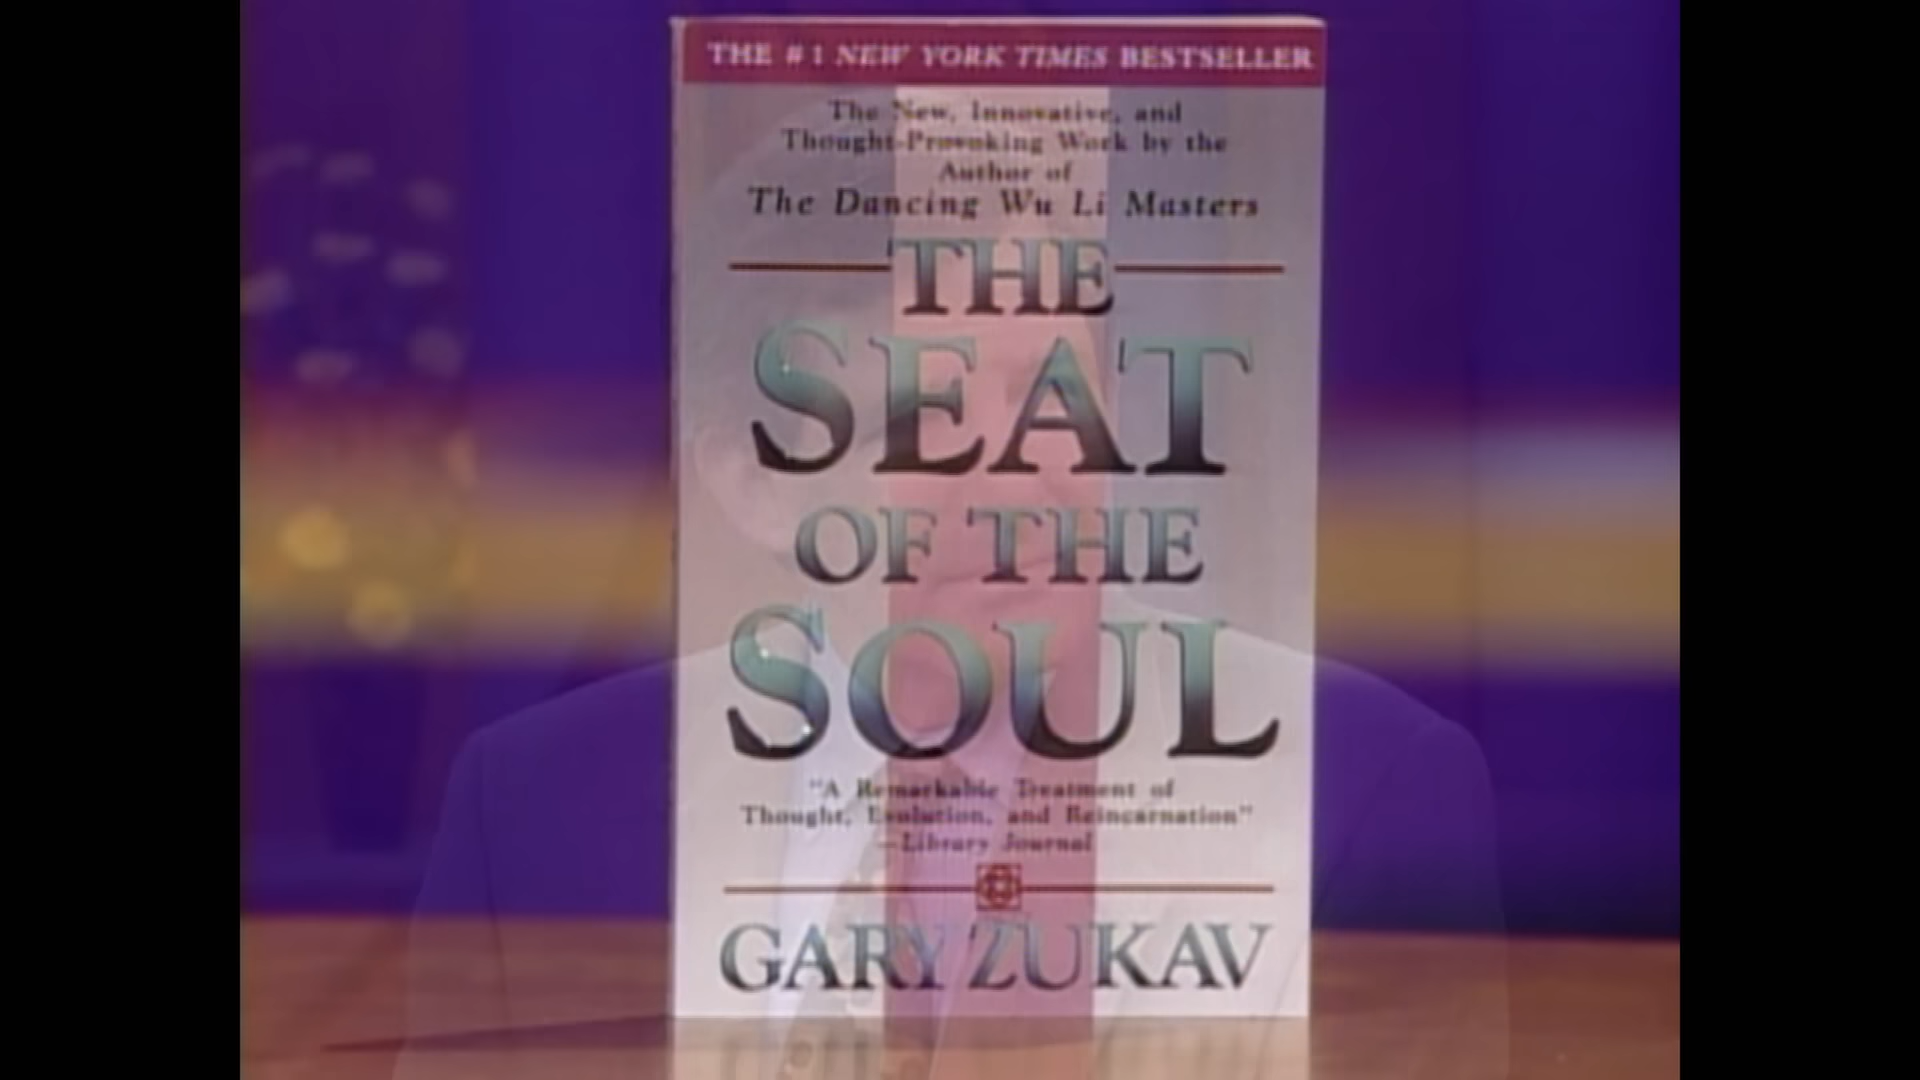 THE #1 NEW YORK TIMES BESTSELLER
The New, Innovative, and
Thought-Provoking Work by the
Author of
The Dancing Wu Li Masters
THE
SEAT
OF THE
SOUL
"A Remarkable Treatment of
Thought, Evolution, and Reincarnation"
—Library Journal
GARY ZUKAV